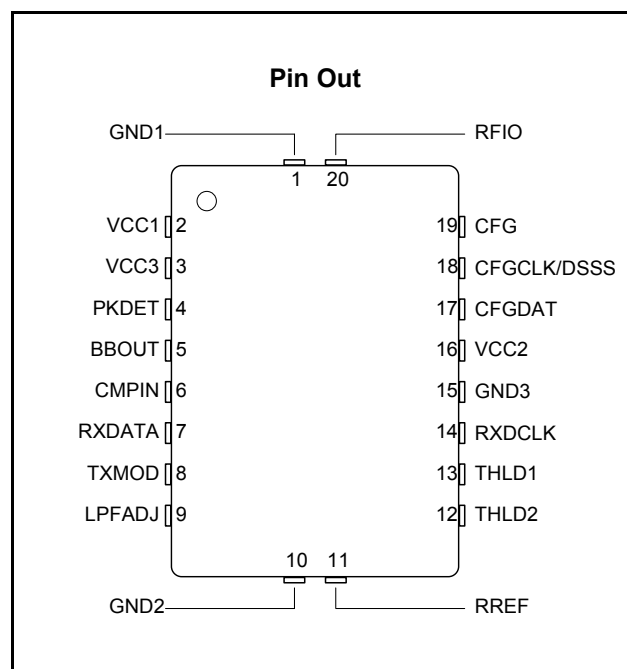 Pin Out
GND1 RFIO
1 20
VCC1 2 19 CFG
VCC3 3 18 CFGCLK/DSSS
PKDET 4 17 CFGDAT
BBOUT 5 16 VCC2
CMPIN 6 15 GND3
RXDATA 7 14 RXDCLK
TXMOD 8 13 THLD1
LPFADJ 9 12 THLD2
10 11
GND2 RREF